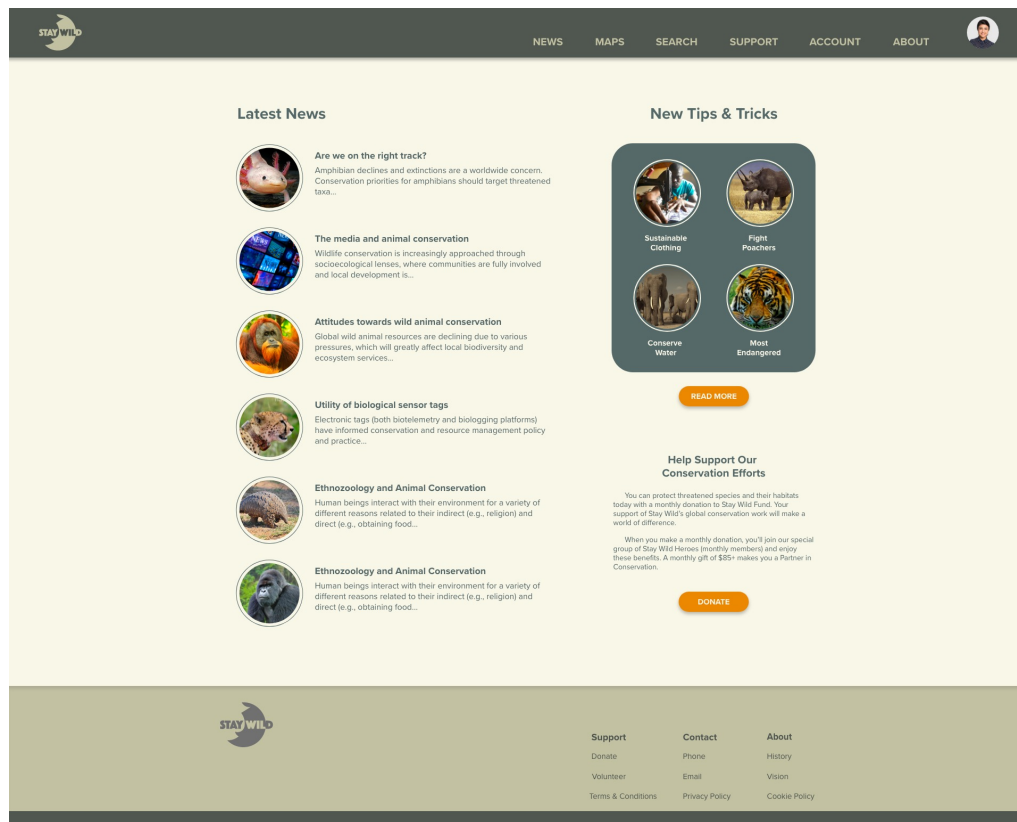 STAY WILD
NEWS MAPS SEARCH SUPPORT ACCOUNT ABOUT
Latest News
Are we on the right track?
Amphibian declines and extinctions are a worldwide concern.
Conservation priorities for amphibians should target threatened
taxa...
The media and animal conservation
Wildlife conservation is increasingly approached through
socioecological lenses, where communities are fully involved
and local development is...
Attitudes towards wild animal conservation
Global wild animal resources are declining due to various
pressures, which will greatly affect local biodiversity and
ecosystem services...
Utility of biological sensor tags
Electronic tags (both biotelemetry and biologging platforms)
have informed conservation and resource management policy
and practice...
Ethnozoology and Animal Conservation
Human beings interact with their environment for a variety of
different reasons related to their indirect (e.g., religion) and
direct (e.g., obtaining food...
Ethnozoology and Animal Conservation
Human beings interact with their environment for a variety of
different reasons related to their indirect (e.g., religion) and
direct (e.g., obtaining food...
New Tips & Tricks
Sustainable
Clothing
Fight
Poachers
Conserve
Water
Most
Endangered
READ MORE
Help Support Our
Conservation Efforts
You can protect threatened species and their habitats
today with a monthly donation to Stay Wild Fund. Your
support of Stay Wild's global conservation work will make a
world of difference.
When you make a monthly donation, you'll join our special
group of Stay Wild Heroes (monthly members) and enjoy
these benefits. A monthly gift of $85+ makes you a Partner in
Conservation.
DONATE
STAY WILD
Support
Donate
Volunteer
Terms & Conditions
Contact
Phone
Email
Privacy Policy
About
History
Vision
Cookie Policy